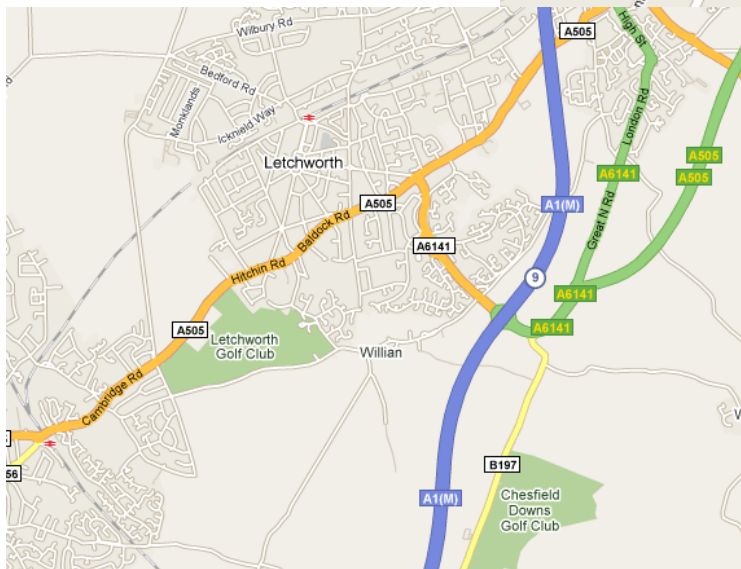 Wilbury Rd
A505
High St
Bedford Rd
Monklands
Icknield Way
London Rd
Letchworth
A505
A505
A6141
A505
A1(M)
Baldock Rd
A6141
Great N Rd
Hitchin Rd
9
A6141
A505
A6141
Letchworth
Golf Club
Willian
Cambridge Rd
B197
56
A1(M)
Chesfield
Downs
Golf Club